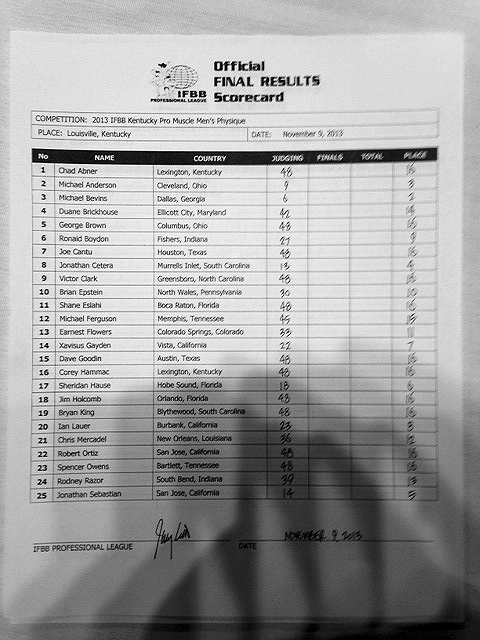 Official
FINAL RESULTS
Scorecard
IFBB
PROFESSIONAL LEAGUE
COMPETITION: 2013 IFBB Kentucky Pro Muscle Men's Physique
PLACE: Louisville, Kentucky DATE: November 9, 2013
No NAME COUNTRY JUDGING FINALS TOTAL PLACE
1 Chad Abner Lexington, Kentucky 48 16
2 Michael Anderson Cleveland, Ohio 9 3
3 Michael Bevins Dallas, Georgia 6 2
4 Duane Brickhouse Ellicott City, Maryland 42 14
5 George Brown Columbus, Ohio 48 16
6 Ronald Boydon Fishers, Indiana 27 9
7 Joe Cantu Houston, Texas 48 16
8 Jonathan Cetera Murrells Inlet, South Carolina 13 4
9 Victor Clark Greensboro, North Carolina 48 16
10 Brian Epstein North Wales, Pennsylvania 30 10
11 Shane Eslahi Boca Raton, Florida 48 16
12 Michael Ferguson Memphis, Tennessee 45 15
13 Earnest Flowers Colorado Springs, Colorado 33 11
14 Xavisus Gayden Vista, California 22 7
15 Dave Goodin Austin, Texas 48 16
16 Corey Hammac Lexington, Kentucky 48 16
17 Sheridan Hause Hobe Sound, Florida 18 6
18 Jim Holcomb Orlando, Florida 48 16
19 Bryan King Blythewood, South Carolina 48 16
20 Ian Lauer Burbank, California 23 8
21 Chris Mercadel New Orleans, Louisiana 36 12
22 Robert Ortiz San Jose, California 48 16
23 Spencer Owens Bartlett, Tennessee 48 16
24 Rodney Razor South Bend, Indiana 39 13
25 Jonathan Sebastian San Jose, California 14 5
NOVEMBER 9, 2013
IFBB PROFESSIONAL LEAGUE DATE